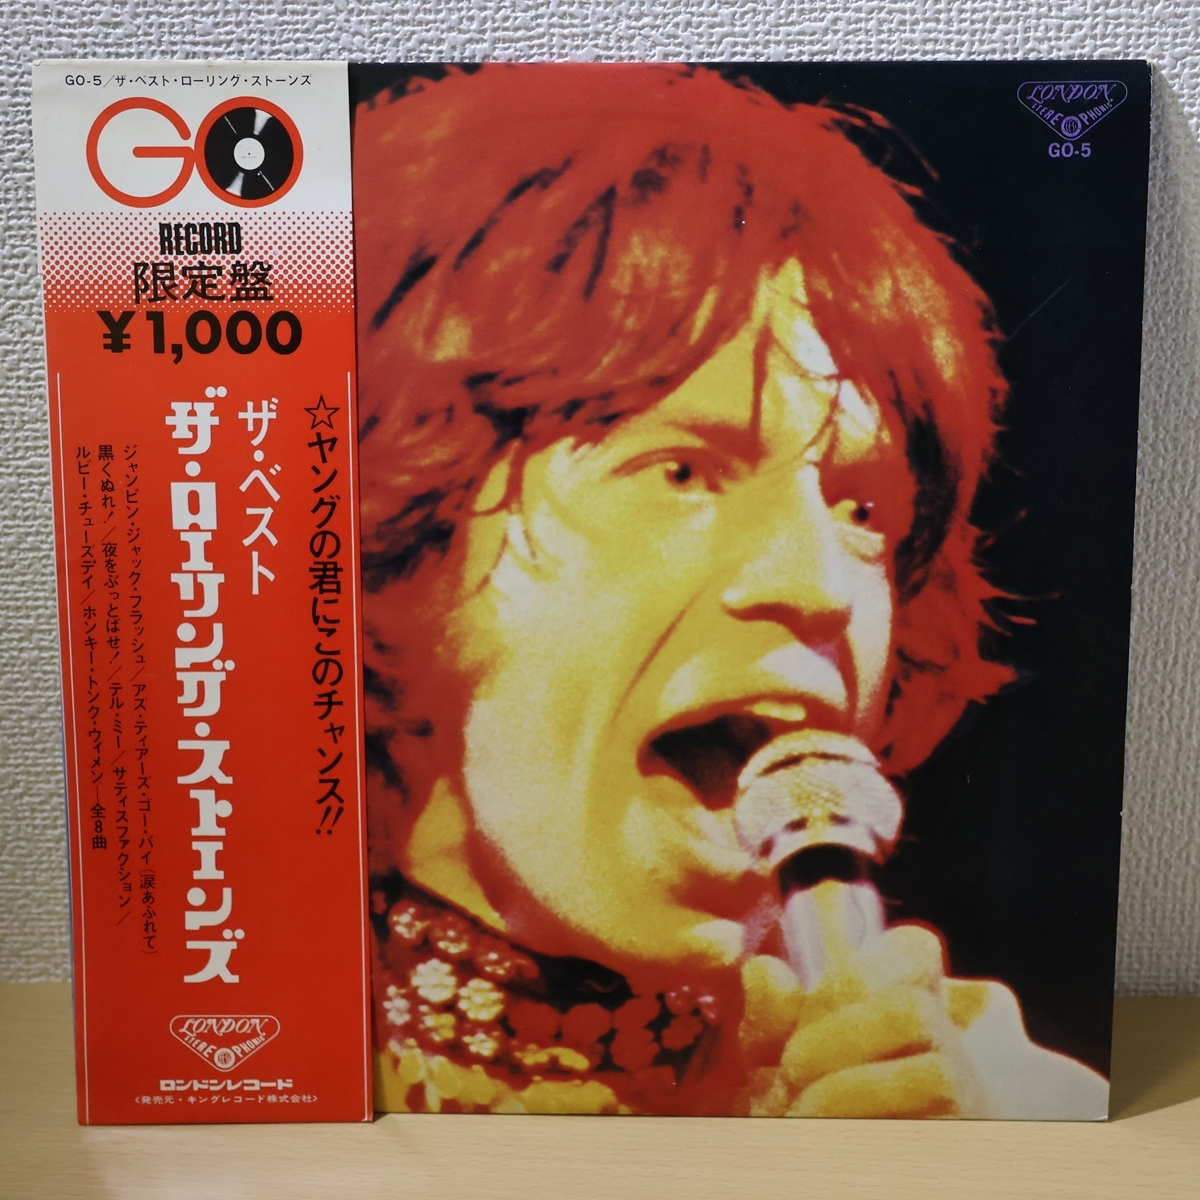 GO-5/ザ・ベスト・ローリング・ストーンズ
GO
RECORD
限定盤
¥1,000
☆ヤングの君にこのチャンス!!
ザ・ベスト
ザ・ローリング・ストーンズ
ジャンピン・ジャック・フラッシュ/アズ・ティアーズ・ゴー・バイ(涙あふれて)
黒くぬれ!/夜をぶっとばせ!/テル・ミー/サティスファクション/
ルビー・チューズデイ/ホンキー・トンク・ウィメン—全8曲
LONDON
STEREOPHONIC
ロンドンレコード
<発売元・キングレコード株式会社>
LONDON
STEREOPHONIC
GO-5